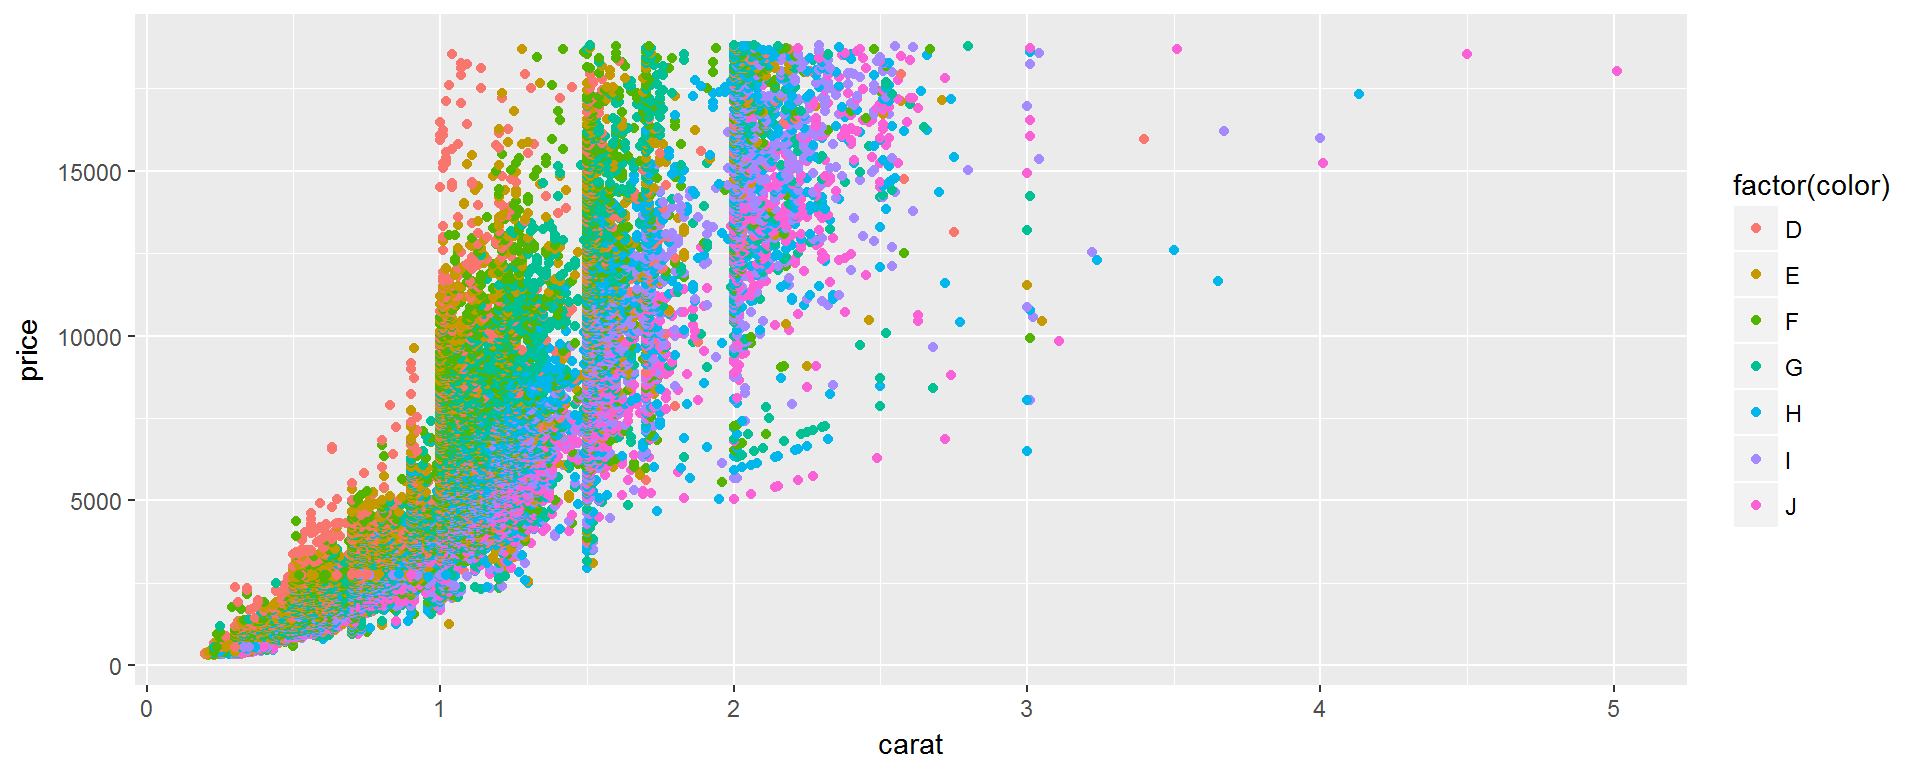 15000
10000
5000
0
price
0 1 2 3 4 5
carat
factor(color)
D
E
F
G
H
I
J